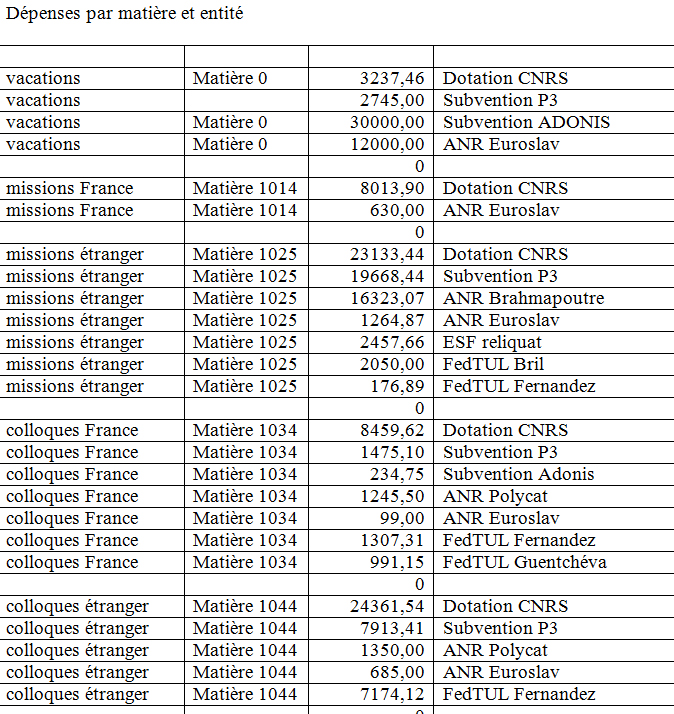 Dépenses par matière et entité
vacations Matière 0 3237,46 Dotation CNRS
vacations 2745,00 Subvention P3
vacations Matière 0 30000,00 Subvention ADONIS
vacations Matière 0 12000,00 ANR Euroslav
0
missions France Matière 1014 8013,90 Dotation CNRS
missions France Matière 1014 630,00 ANR Euroslav
0
missions étranger Matière 1025 23133,44 Dotation CNRS
missions étranger Matière 1025 19668,44 Subvention P3
missions étranger Matière 1025 16323,07 ANR Brahmapoutre
missions étranger Matière 1025 1264,87 ANR Euroslav
missions étranger Matière 1025 2457,66 ESF reliquat
missions étranger Matière 1025 2050,00 FedTUL Bril
missions étranger Matière 1025 176,89 FedTUL Fernandez
0
colloques France Matière 1034 8459,62 Dotation CNRS
colloques France Matière 1034 1475,10 Subvention P3
colloques France Matière 1034 234,75 Subvention Adonis
colloques France Matière 1034 1245,50 ANR Polycat
colloques France Matière 1034 99,00 ANR Euroslav
colloques France Matière 1034 1307,31 FedTUL Fernandez
colloques France Matière 1034 991,15 FedTUL Guentchéva
0
colloques étranger Matière 1044 24361,54 Dotation CNRS
colloques étranger Matière 1044 7913,41 Subvention P3
colloques étranger Matière 1044 1350,00 ANR Polycat
colloques étranger Matière 1044 685,00 ANR Euroslav
colloques étranger Matière 1044 7174,12 FedTUL Fernandez